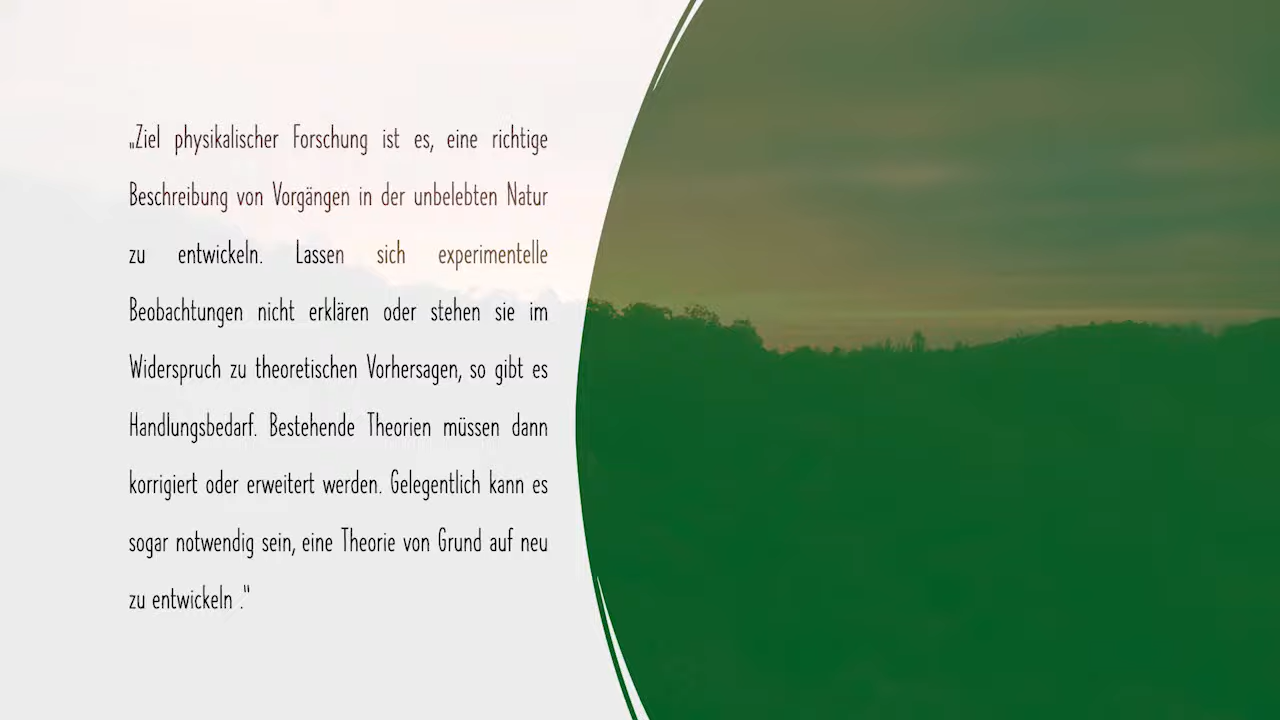 „Ziel physikalischer Forschung ist es, eine richtige
Beschreibung von Vorgängen in der unbelebten Natur
zu entwickeln. Lassen sich experimentelle
Beobachtungen nicht erklären oder stehen sie im
Widerspruch zu theoretischen Vorhersagen, so gibt es
Handlungsbedarf. Bestehende Theorien müssen dann
korrigiert oder erweitert werden. Gelegentlich kann es
sogar notwendig sein, eine Theorie von Grund auf neu
zu entwickeln ."